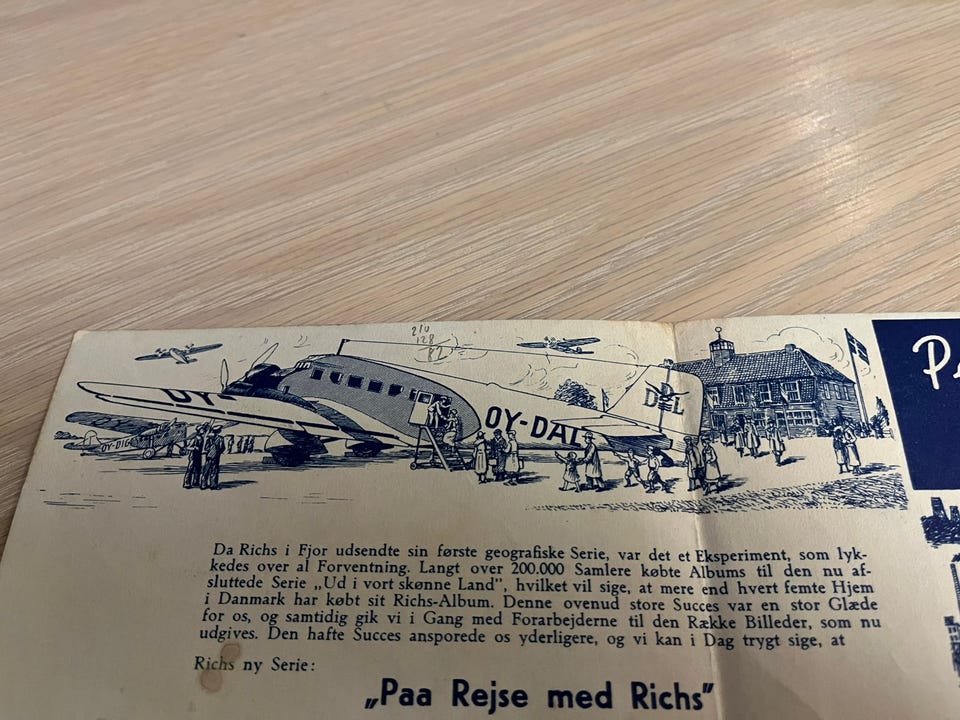 210
128
82
OY-
OY-DAL
DDL
OY-DIG
Pa
Da Richs i Fjor udsendte sin første geografiske Serie, var det et Eksperiment, som lyk-
kedes over al Forventning. Langt over 200.000 Samlere købte Albums til den nu af-
sluttede Serie „Ud i vort skønne Land", hvilket vil sige, at mere end hvert femte Hjem
i Danmark har købt sit Richs-Album. Denne ovenud store Succes var en stor Glæde
for os, og samtidig gik vi i Gang med Forarbejderne til den Række Billeder, som nu
udgives. Den hafte Succes ansporede os yderligere, og vi kan i Dag trygt sige, at
Richs ny Serie:
„Paa Rejse med Richs"